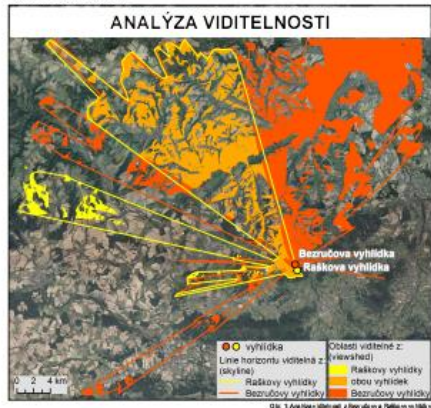 ANALÝZA VIDITELNOSTI
Bezručova vyhlídka
Raškova vyhlídka
vyhlídka
Linie horizontu viditelná z:
(skyline)
Raškovy vyhlídky
Bezručovy vyhlídky
Oblasti viditelné z:
(viewshed)
Raškovy vyhlídky
obou vyhlídek
Bezručovy vyhlídky
0 2 4 km